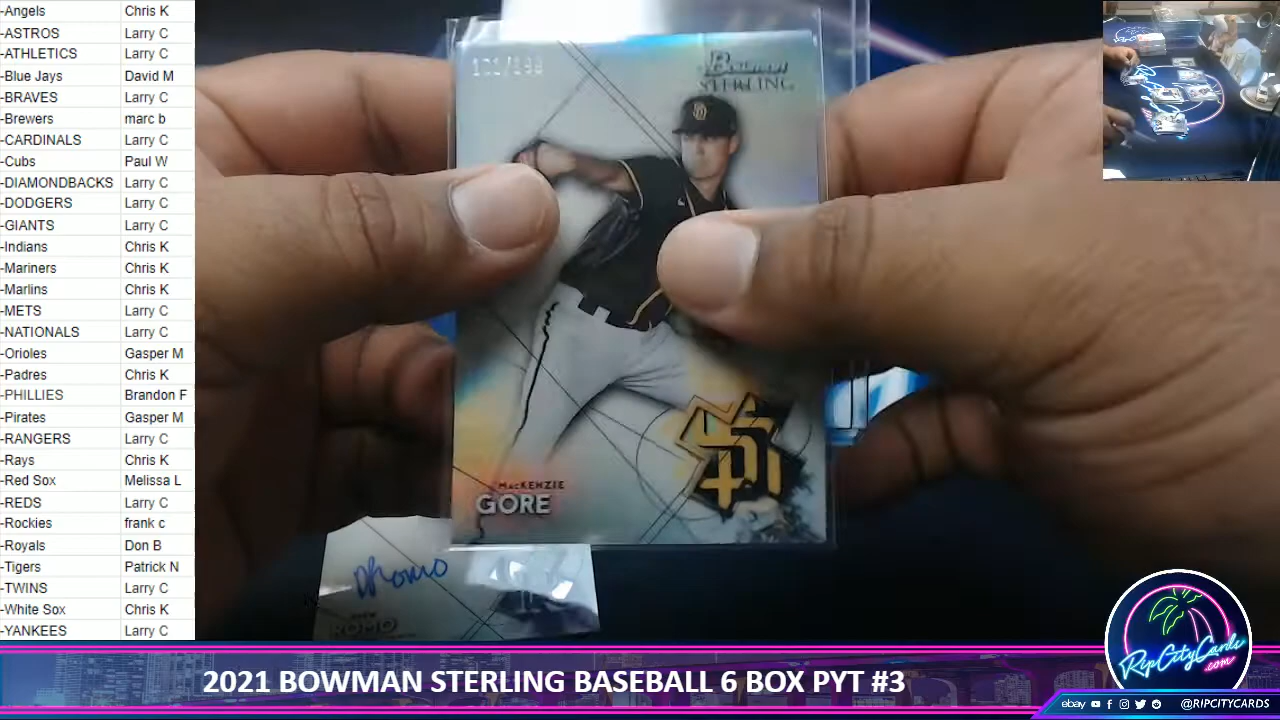 -Angels Chris K
-ASTROS Larry C
-ATHLETICS Larry C
-Blue Jays David M
-BRAVES Larry C
-Brewers marc b
-CARDINALS Larry C
-Cubs Paul W
-DIAMONDBACKS Larry C
-DODGERS Larry C
-GIANTS Larry C
-Indians Chris K
-Mariners Chris K
-Marlins Chris K
-METS Larry C
-NATIONALS Larry C
-Orioles Gasper M
-Padres Chris K
-PHILLIES Brandon F
-Pirates Gasper M
-RANGERS Larry C
-Rays Chris K
-Red Sox Melissa L
-REDS Larry C
-Rockies frank c
-Royals Don B
-Tigers Patrick N
-TWINS Larry C
-White Sox Chris K
-YANKEES Larry C
Bowman
STERLING
SD
SD
MacKENZIE
GORE
DRomo
ROMO
2021 BOWMAN STERLING BASEBALL 6 BOX PYT #3
RipCityCards
.com
ebay @RIPCITYCARDS